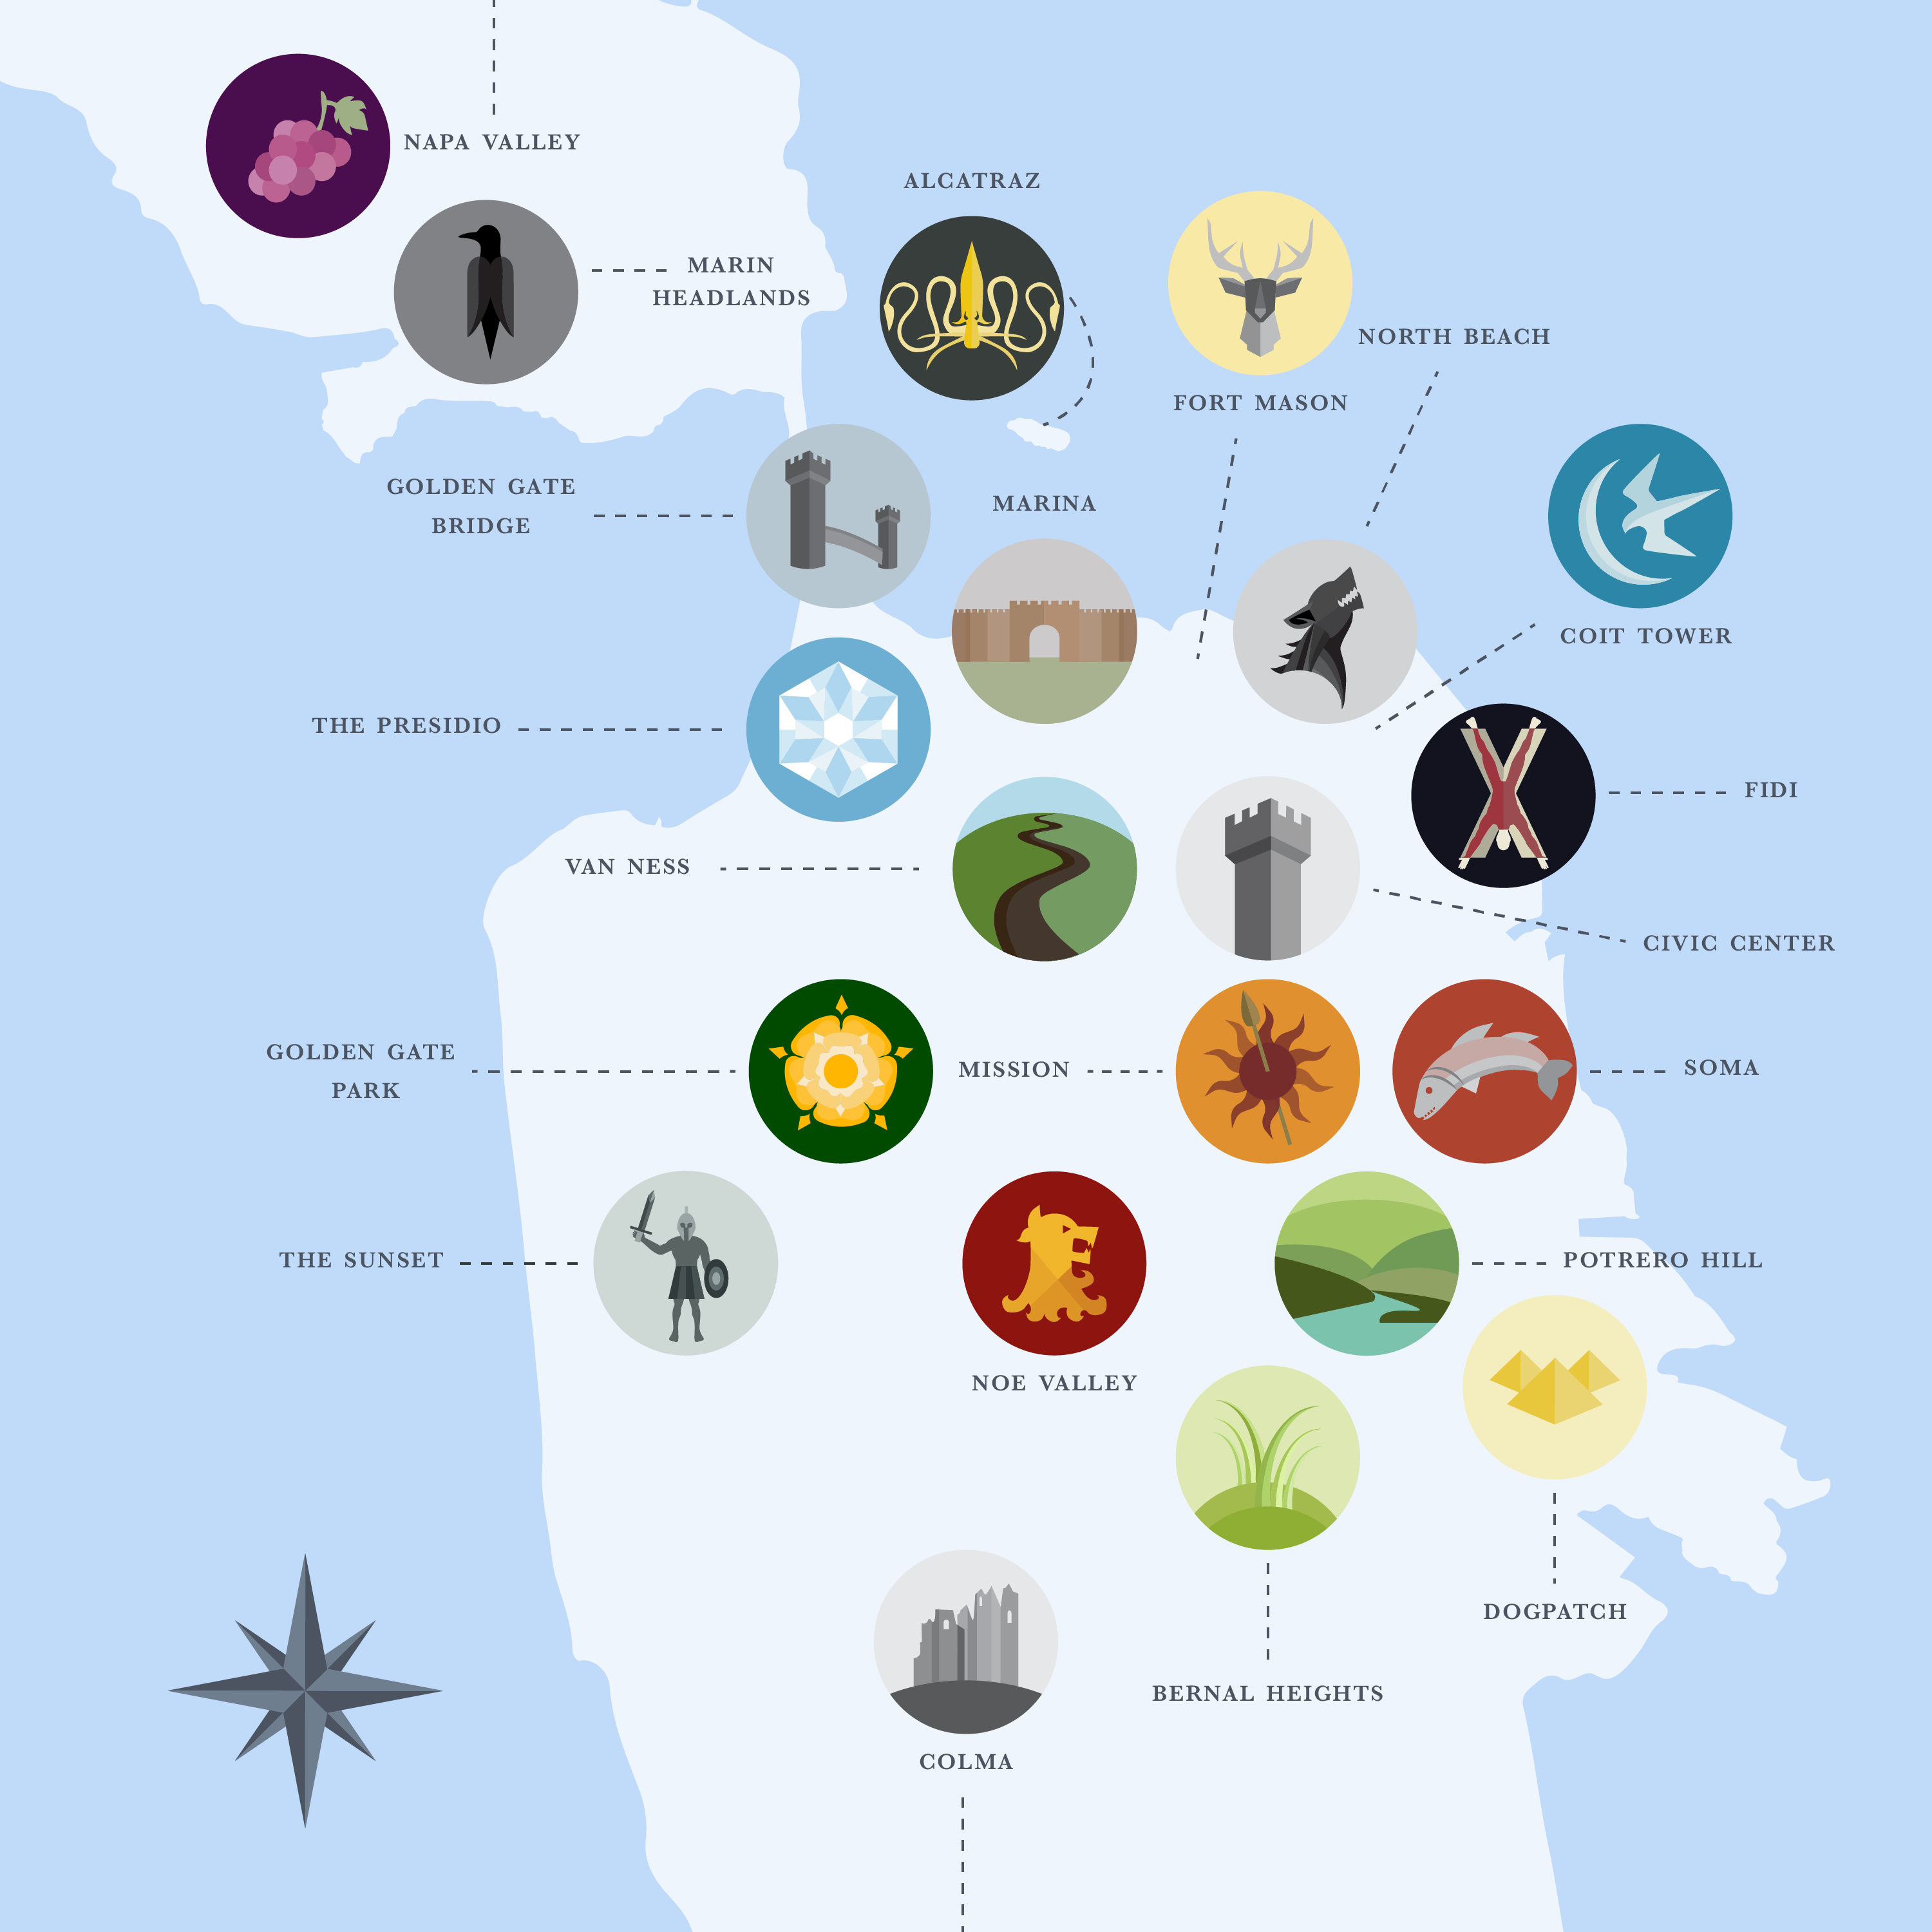 NAPA VALLEY
ALCATRAZ
MARIN
HEADLANDS
NORTH BEACH
FORT MASON
GOLDEN GATE
BRIDGE
MARINA
COIT TOWER
THE PRESIDIO
FIDI
VAN NESS
CIVIC CENTER
GOLDEN GATE
PARK
MISSION
SOMA
THE SUNSET
POTRERO HILL
NOE VALLEY
DOGPATCH
BERNAL HEIGHTS
COLMA